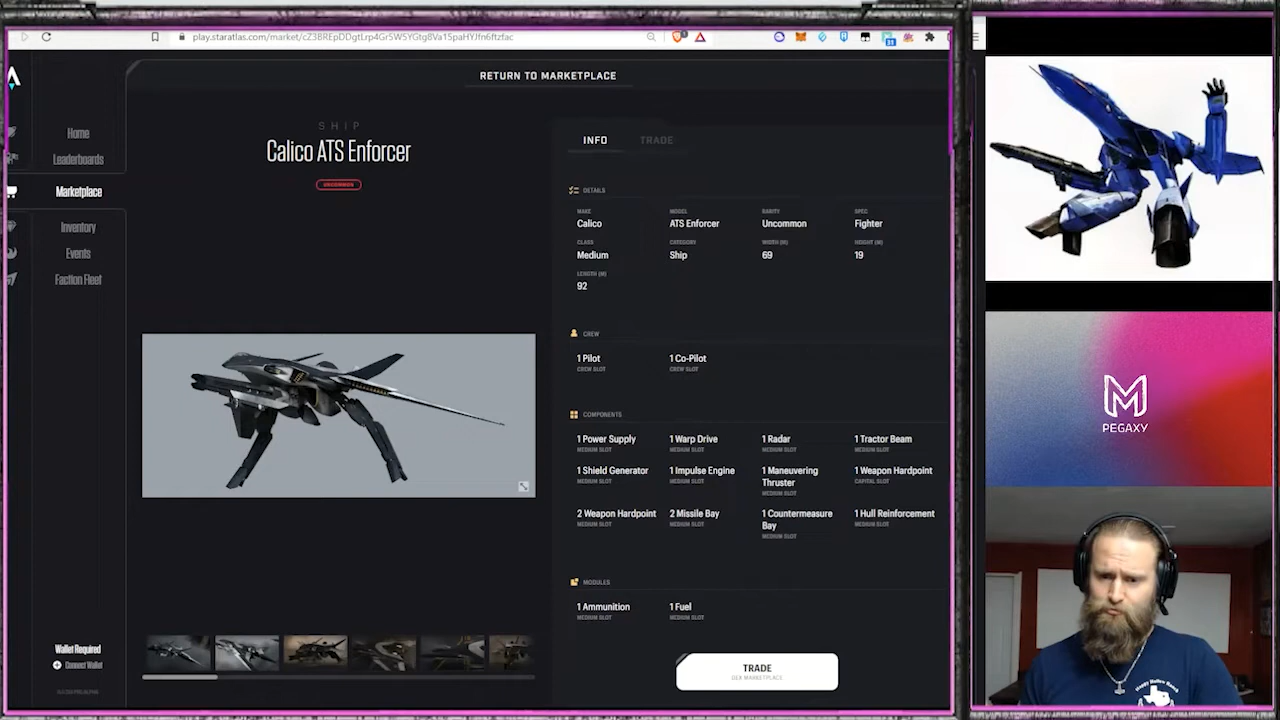 play.staratlas.com/market/cZ3BREpDDgtLrp4Gr5WSYGtg8Va15paHYJfn6ftzfac
RETURN TO MARKETPLACE
Home
Leaderboards
Marketplace
Inventory
Events
Faction Fleet
Wallet Required
Connect Wallet
SHIP
Calico ATS Enforcer
UNCOMMON
INFO TRADE
DETAILS
MAKE MODEL RARITY SPEC
Calico ATS Enforcer Uncommon Fighter
CLASS CATEGORY WIDTH (M) HEIGHT (M)
Medium Ship 69 19
LENGTH (M)
92
CREW
1 Pilot 1 Co-Pilot
CREW SLOT CREW SLOT
COMPONENTS
1 Power Supply 1 Warp Drive 1 Radar 1 Tractor Beam
MEDIUM SLOT MEDIUM SLOT MEDIUM SLOT MEDIUM SLOT
1 Shield Generator 1 Impulse Engine 1 Maneuvering Thruster 1 Weapon Hardpoint
MEDIUM SLOT MEDIUM SLOT MEDIUM SLOT CAPITAL SLOT
2 Weapon Hardpoint 2 Missile Bay 1 Countermeasure Bay 1 Hull Reinforcement
MEDIUM SLOT MEDIUM SLOT MEDIUM SLOT MEDIUM SLOT
MODULES
1 Ammunition 1 Fuel
MEDIUM SLOT MEDIUM SLOT
TRADE
DEX MARKETPLACE
PEGAXY